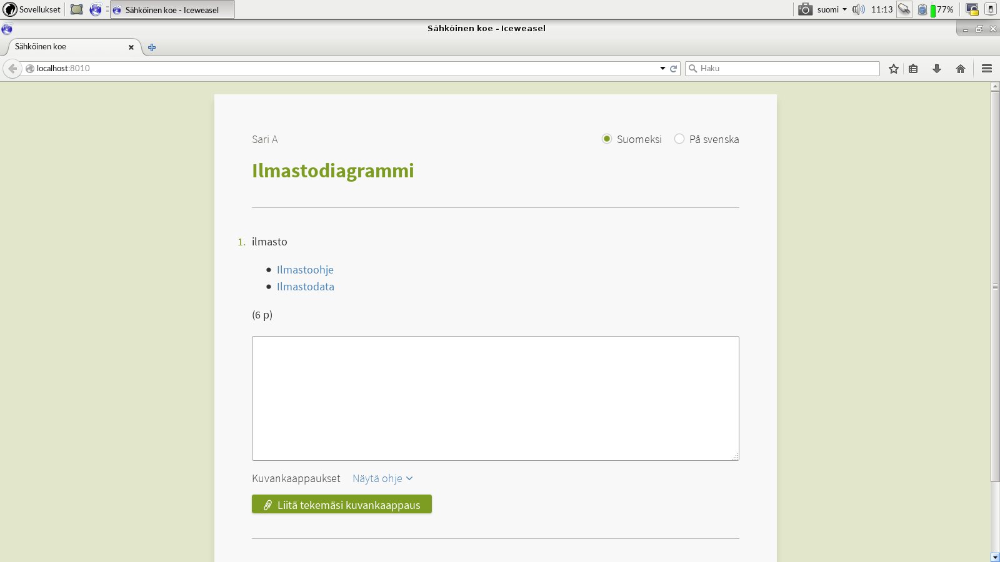 Sovellukset
Sähköinen koe - Iceweasel
suomi
11:13
77%
Sähköinen koe - Iceweasel
Sähköinen koe
localhost:8010
Haku
Sari A
Suomeksi
På svenska
Ilmastodiagrammi
1. ilmasto
Ilmastoohje
Ilmastodata
(6 p)
Kuvankaappaukset Näytä ohje
Liitä tekemäsi kuvankaappaus